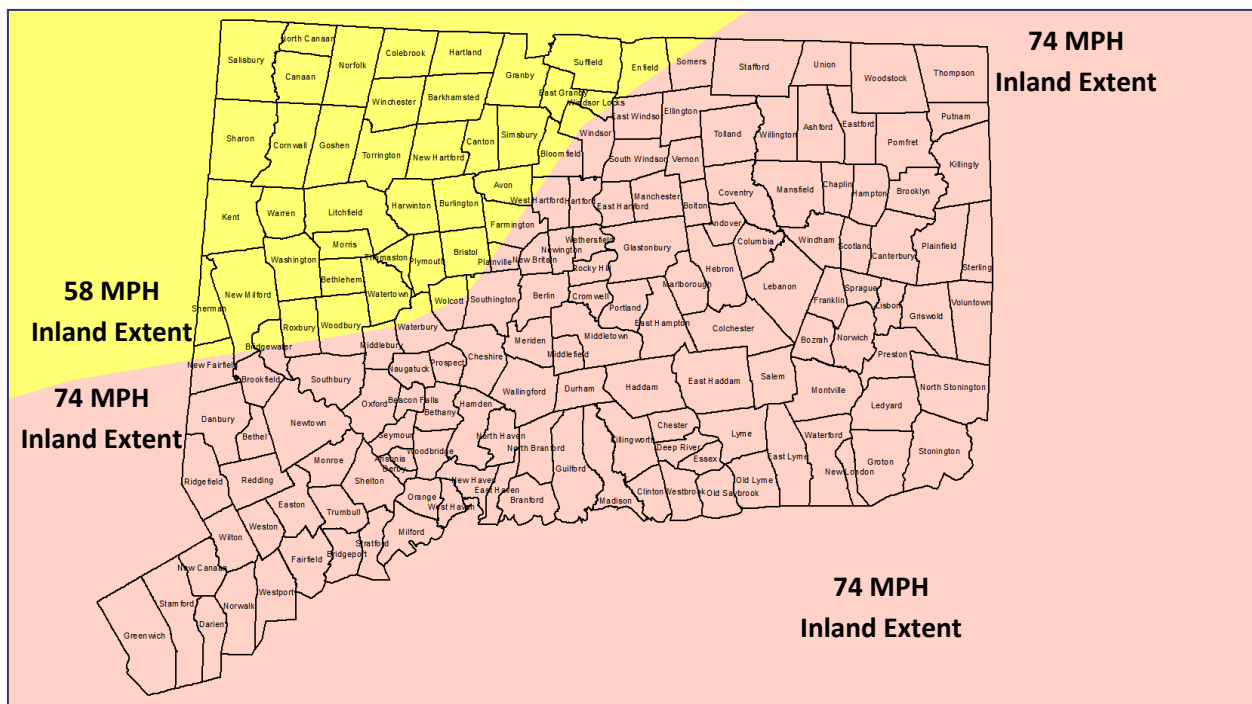 74 MPH
Inland Extent
58 MPH
Inland Extent
74 MPH
Inland Extent
74 MPH
Inland Extent
North Canaan
Salisbury
Canaan
Norfolk
Colebrook
Hartland
Granby
Suffield
Enfield
Somers
Stafford
Union
Woodstock
Thompson
East Granby
Windsor Locks
Winchester
Barkhamsted
East Windso
Ellington
Putnam
Sharon
Cornwall
Goshen
Torrington
New Hartford
Canton
Simsbury
Bloomfield
Windsor
Tolland
Willington
Ashford
Eastford
Pomfret
South Windsor
Vernon
Killingly
Kent
Warren
Litchfield
Harwinton
Burlington
Avon
West Hartford
Hartford
East Hartford
Manchester
Bolton
Coventry
Mansfield
Chaplin
Hampton
Brooklyn
Farmington
Andover
Morris
Washington
Thomaston
Plymouth
Bristol
Plainville
New Britain
Newington
Wethersfield
Rocky Hill
Glastonbury
Columbia
Windham
Scotland
Canterbury
Plainfield
Sterling
Bethlehem
Watertown
Hebron
Marlborough
Lebanon
Sprague
Franklin
Lisbon
Griswold
Voluntown
New Milford
Sherman
Roxbury
Woodbury
Wolcott
Southington
Berlin
Cromwell
Portland
East Hampton
Colchester
Bozrah
Norwich
Preston
Waterbury
Middlebury
Bridgewater
New Fairfield
Brookfield
Southbury
Naugatuck
Prospect
Cheshire
Meriden
Middletown
Middlefield
Wallingford
Durham
Haddam
East Haddam
Salem
Montville
North Stonington
Ledyard
Danbury
Bethel
Newtown
Oxford
Beacon Falls
Bethany
Hamden
Seymour
Woodbridge
North Haven
North Branford
Guilford
Killingworth
Chester
Deep River
Essex
Lyme
East Lyme
Waterford
New London
Groton
Stonington
Ridgefield
Redding
Monroe
Ansonia
Derby
Shelton
Orange
New Haven
West Haven
East Haven
Branford
Madison
Clinton
Westbrook
Old Saybrook
Old Lyme
Easton
Trumbull
Milford
Stratford
Bridgeport
Weston
Wilton
Fairfield
New Canaan
Westport
Norwalk
Stamford
Darien
Greenwich